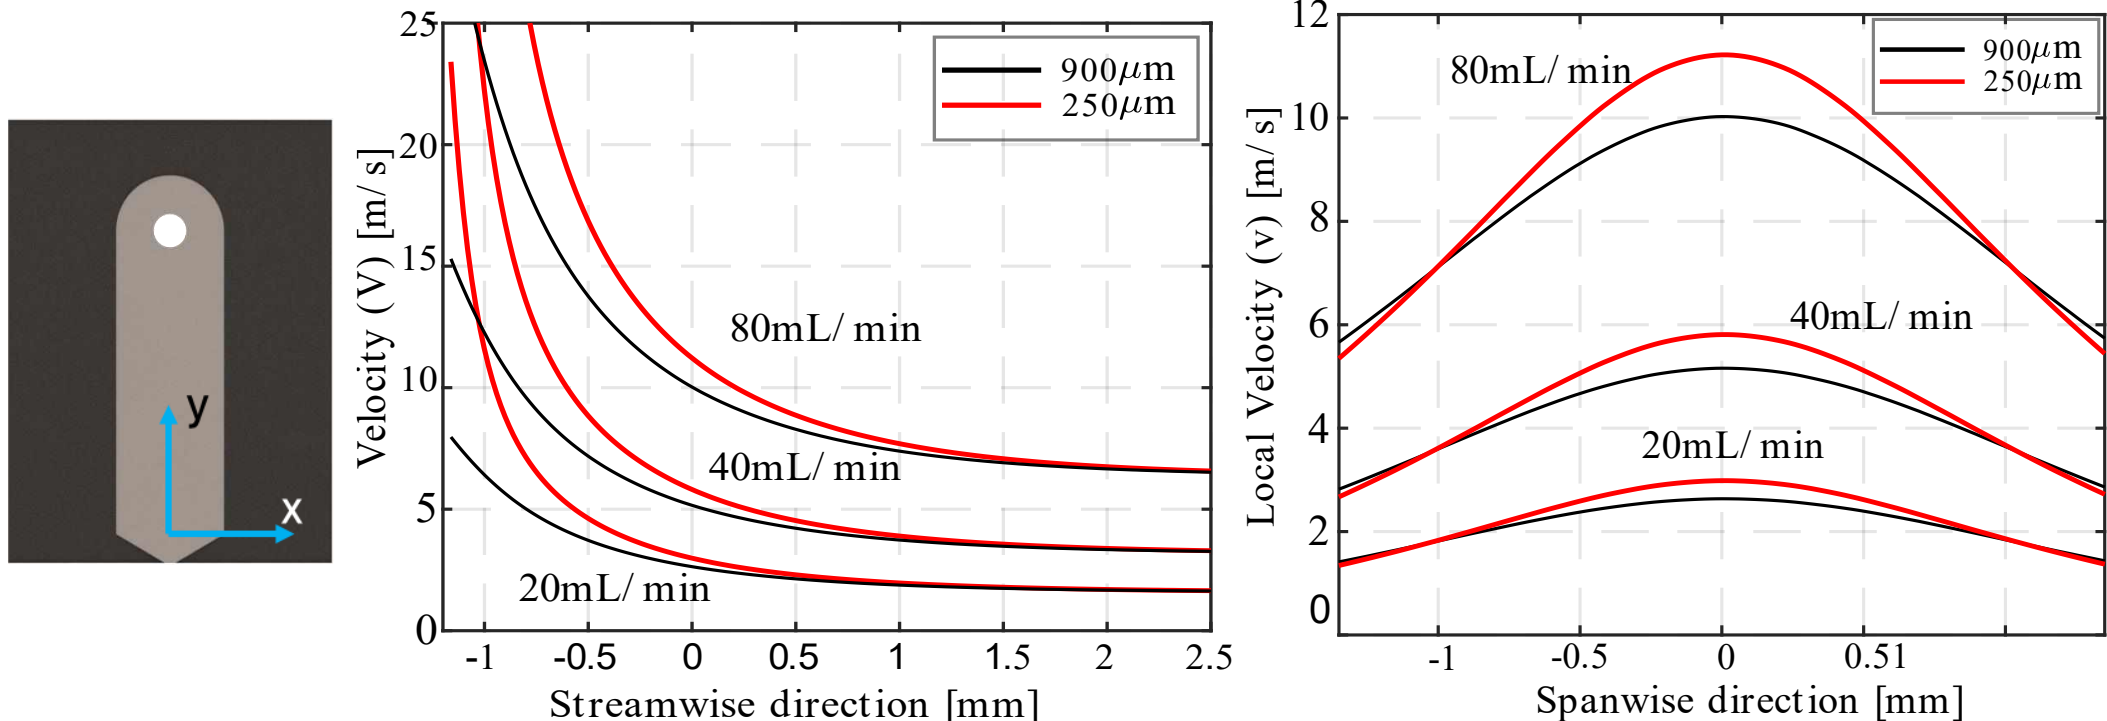 y
x
25
20
15
10
5
0
Velocity (V) [m/s]
900μm
250μm
80mL/min
40mL/min
20mL/min
-1
-0.5
0
0.5
1
1.5
2
2.5
Streamwise direction [mm]
12
10
8
6
4
2
0
Local Velocity (v) [m/s]
900μm
250μm
80mL/min
40mL/min
20mL/min
-1
-0.5
0
0.51
Spanwise direction [mm]